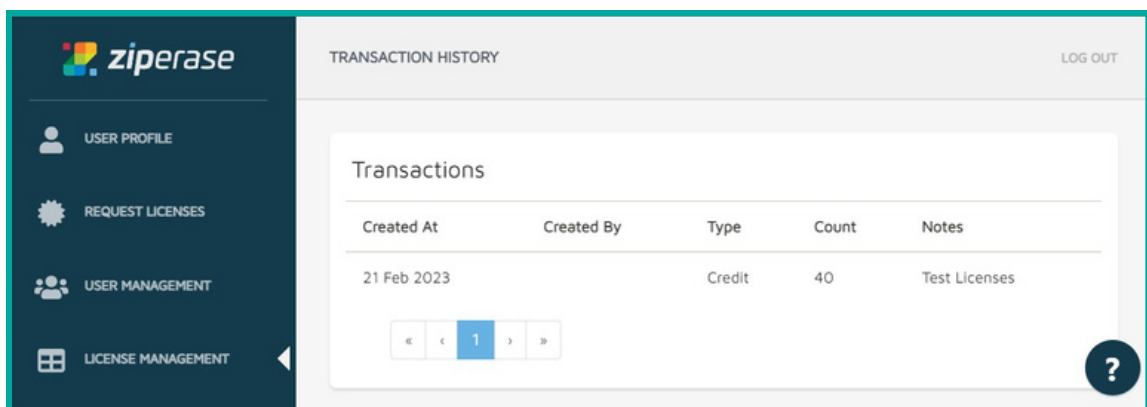 ziperase
TRANSACTION HISTORY
LOG OUT
USER PROFILE
REQUEST LICENSES
USER MANAGEMENT
LICENSE MANAGEMENT
Transactions
Created At Created By Type Count Notes
21 Feb 2023 Credit 40 Test Licenses
« ‹ 1 › »
?